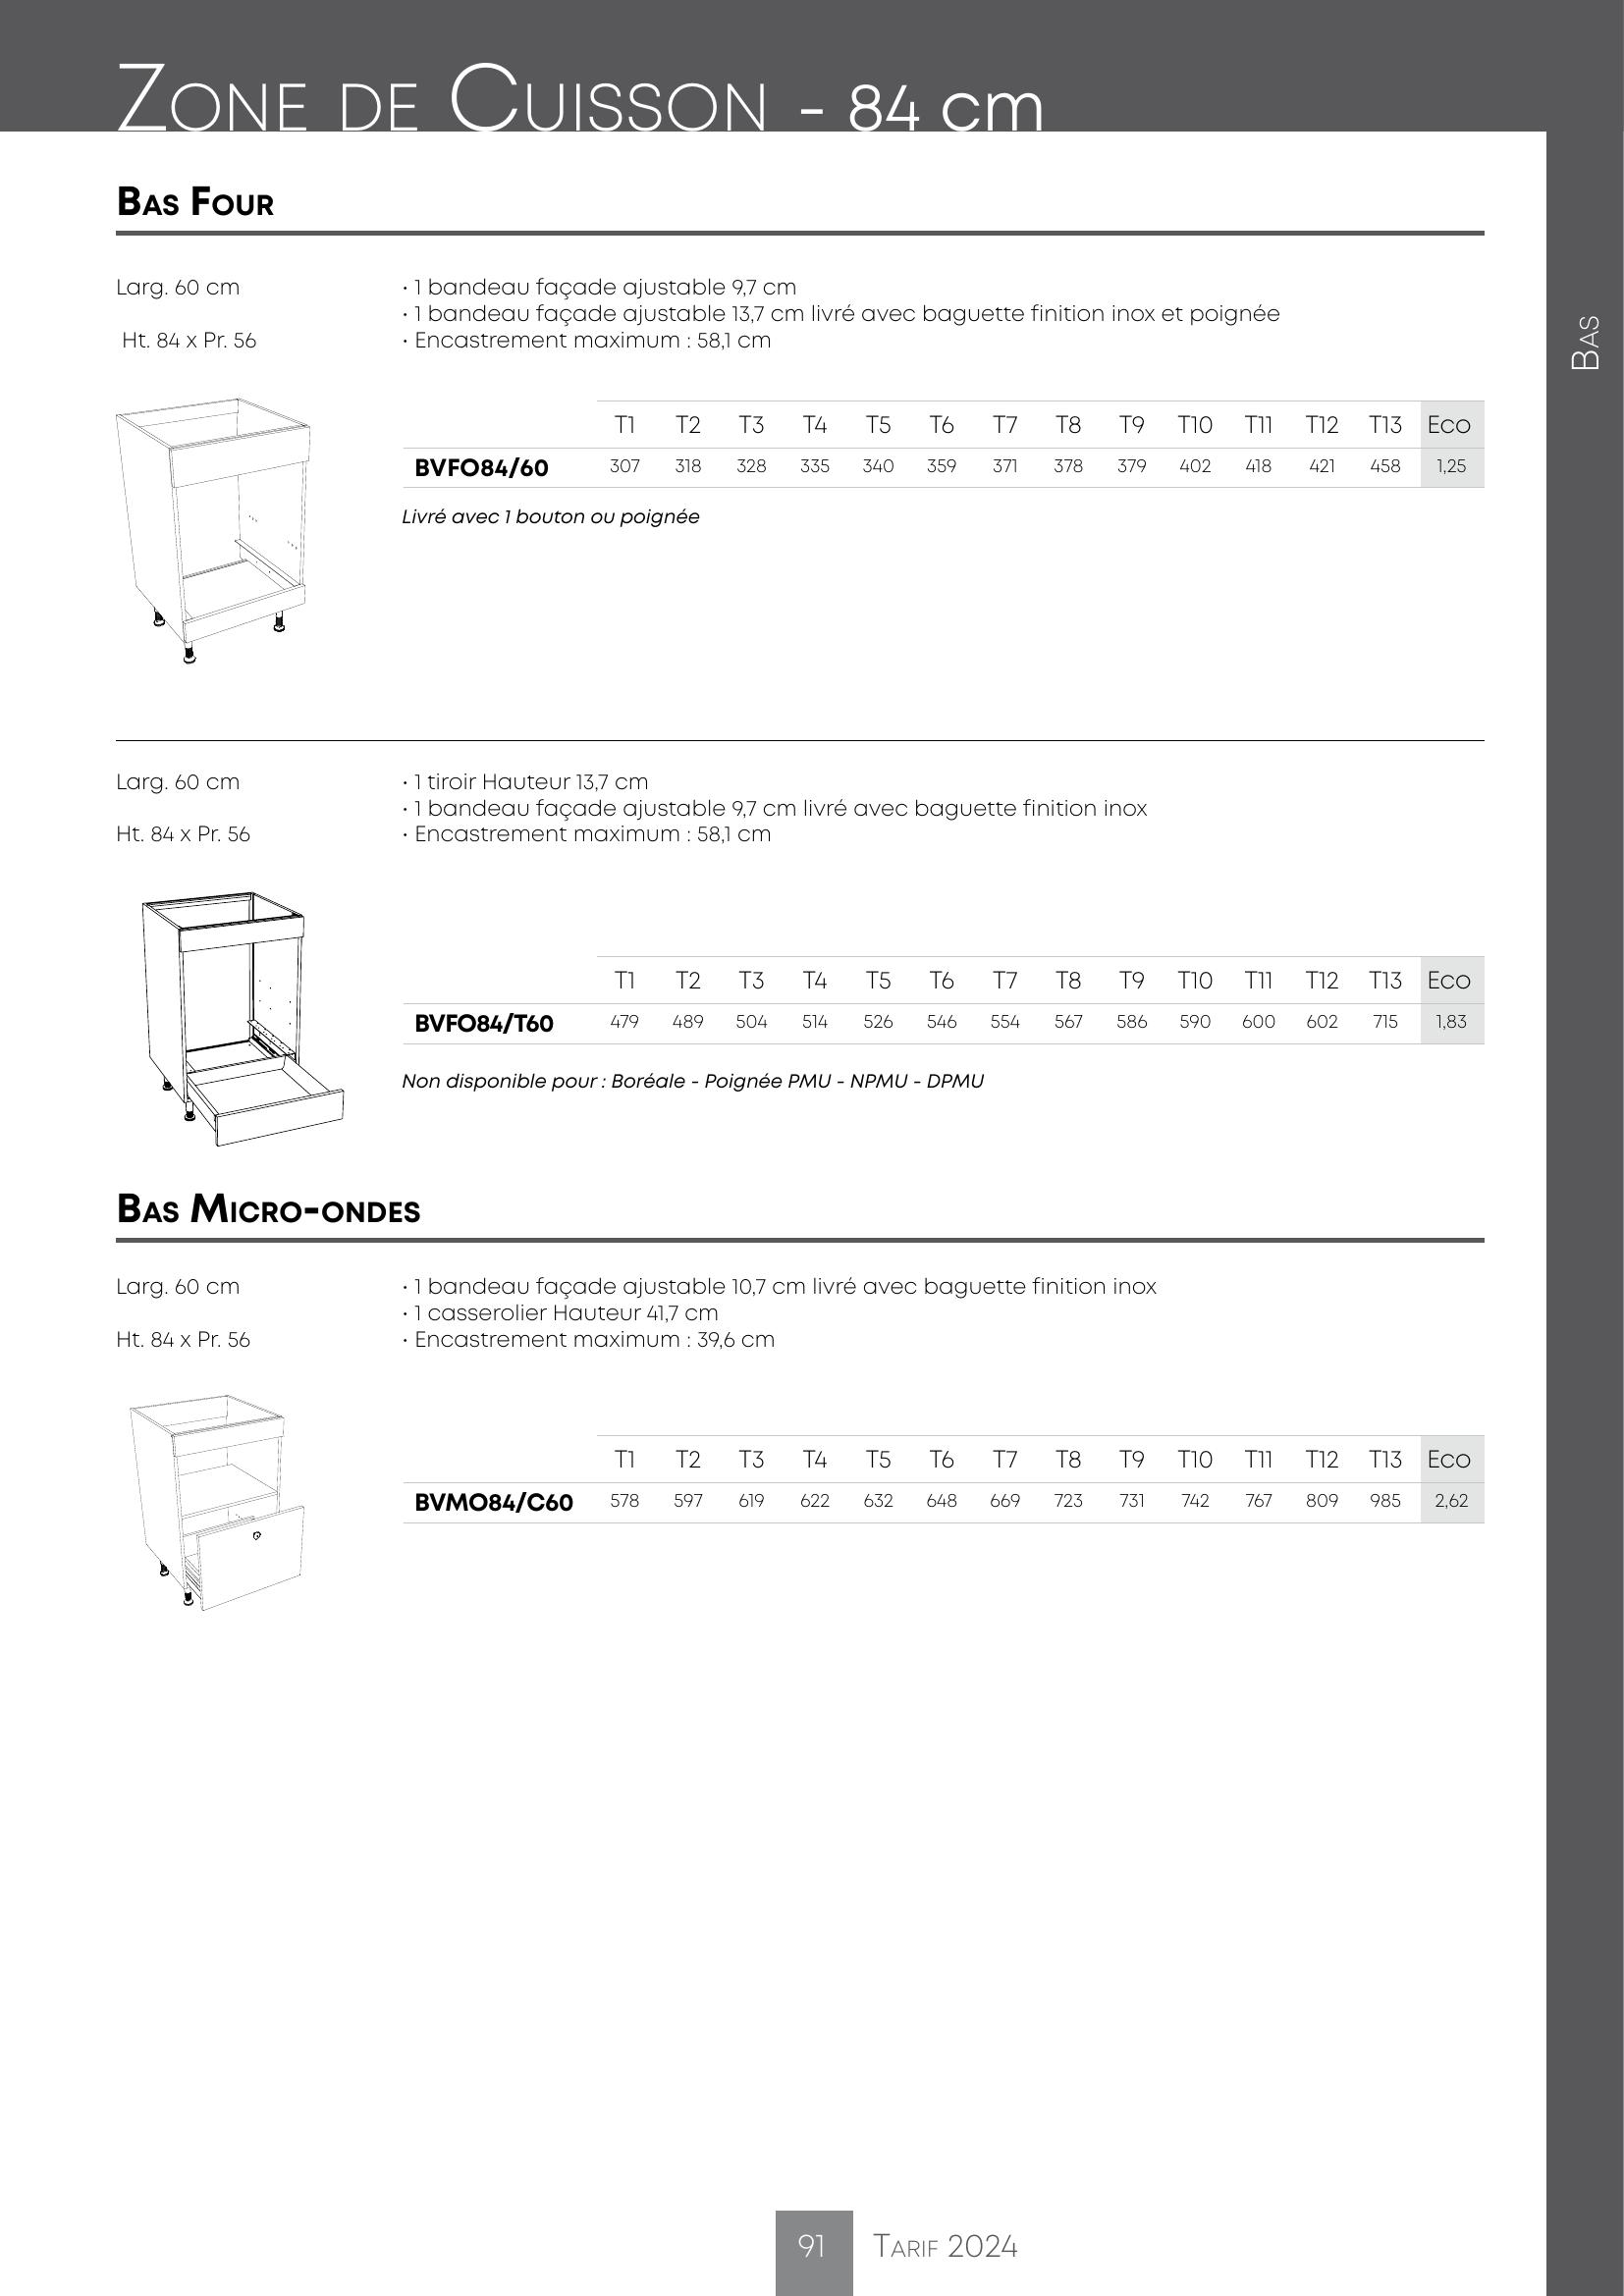 Zone de Cuisson - 84 cm
Bas
Bas Four
Larg. 60 cm
Ht. 84 x Pr. 56
• 1 bandeau façade ajustable 9,7 cm
• 1 bandeau façade ajustable 13,7 cm livré avec baguette finition inox et poignée
• Encastrement maximum : 58,1 cm
T1 T2 T3 T4 T5 T6 T7 T8 T9 T10 T11 T12 T13 Eco
BVFO84/60 307 318 328 335 340 359 371 378 379 402 418 421 458 1,25
Livré avec 1 bouton ou poignée
Larg. 60 cm
Ht. 84 x Pr. 56
• 1 tiroir Hauteur 13,7 cm
• 1 bandeau façade ajustable 9,7 cm livré avec baguette finition inox
• Encastrement maximum : 58,1 cm
T1 T2 T3 T4 T5 T6 T7 T8 T9 T10 T11 T12 T13 Eco
BVFO84/T60 479 489 504 514 526 546 554 567 586 590 600 602 715 1,83
Non disponible pour : Boréale - Poignée PMU - NPMU - DPMU
Bas Micro-ondes
Larg. 60 cm
Ht. 84 x Pr. 56
• 1 bandeau façade ajustable 10,7 cm livré avec baguette finition inox
• 1 casserolier Hauteur 41,7 cm
• Encastrement maximum : 39,6 cm
T1 T2 T3 T4 T5 T6 T7 T8 T9 T10 T11 T12 T13 Eco
BVMO84/C60 578 597 619 622 632 648 669 723 731 742 767 809 985 2,62
91 Tarif 2024